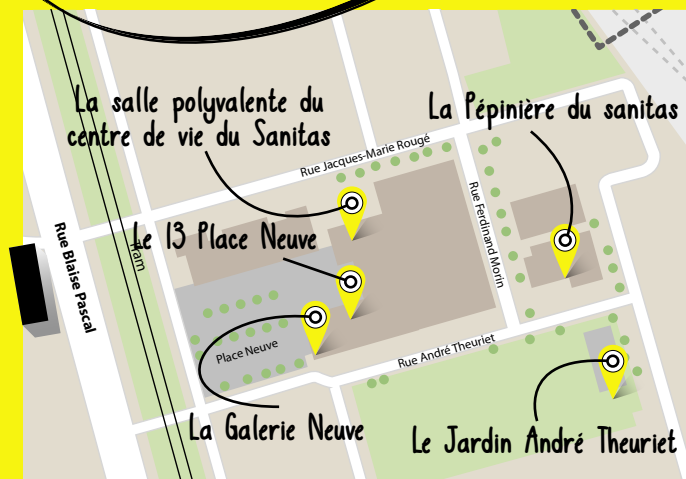 La salle polyvalente du
centre de vie du Sanitas
La Pépinière du sanitas
Rue Jacques-Marie Rougé
Rue Ferdinand Morin
Rue Blaise Pascal
Tram
Le 13 Place Neuve
Place Neuve
Rue André Theuriet
La Galerie Neuve
Le Jardin André Theuriet